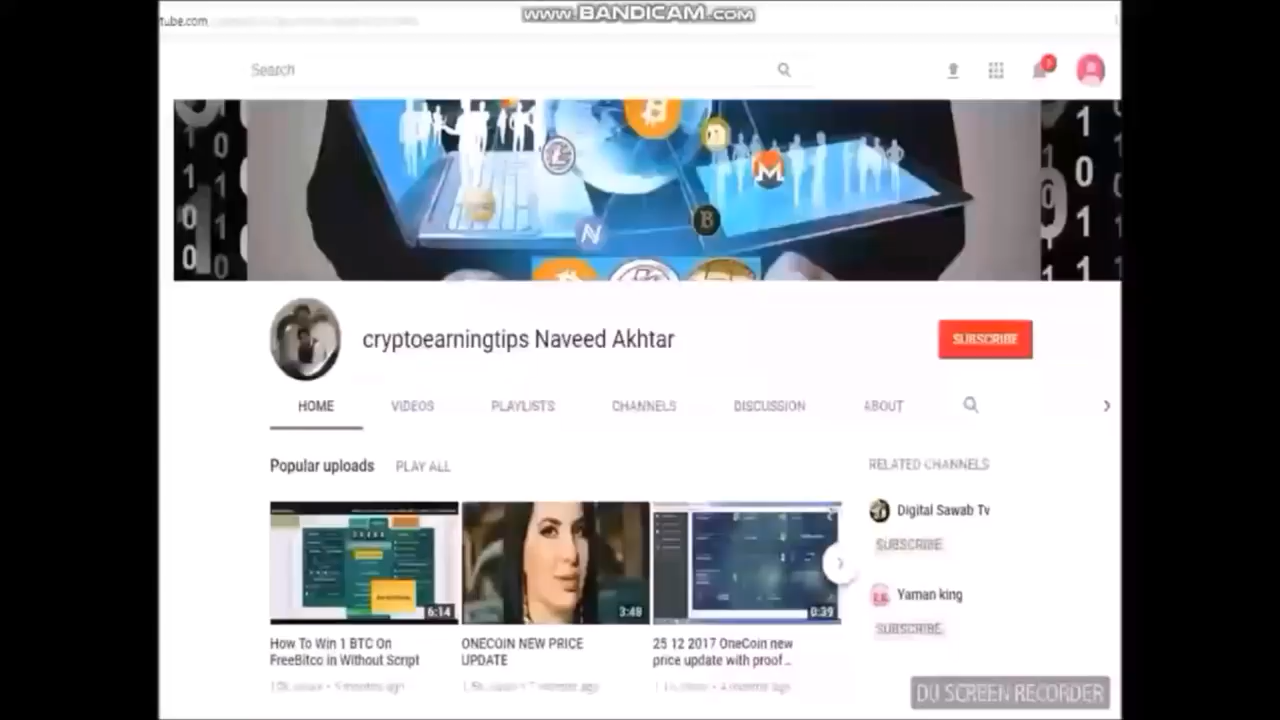 www.BANDICAM.com
tube.com
Search
cryptoearningtips Naveed Akhtar
SUBSCRIBE
HOME VIDEOS PLAYLISTS CHANNELS DISCUSSION ABOUT
Popular uploads PLAY ALL
6:14
3:48
0:39
How To Win 1 BTC On
FreeBitco in Without Script
ONECOIN NEW PRICE
UPDATE
25 12 2017 OneCoin new
price update with proof...
RELATED CHANNELS
Digital Sawab Tv
SUBSCRIBE
Yaman king
SUBSCRIBE
DU SCREEN RECORDER